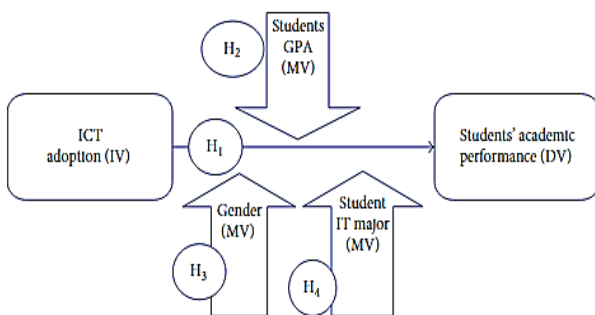 Students
GPA
(MV)
H2
ICT
adoption (IV)
H1
Students' academic
performance (DV)
Gender
(MV)
Student
IT major
(MV)
H3
H4